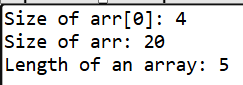 Size of arr[0]: 4
Size of arr: 20
Length of an array: 5